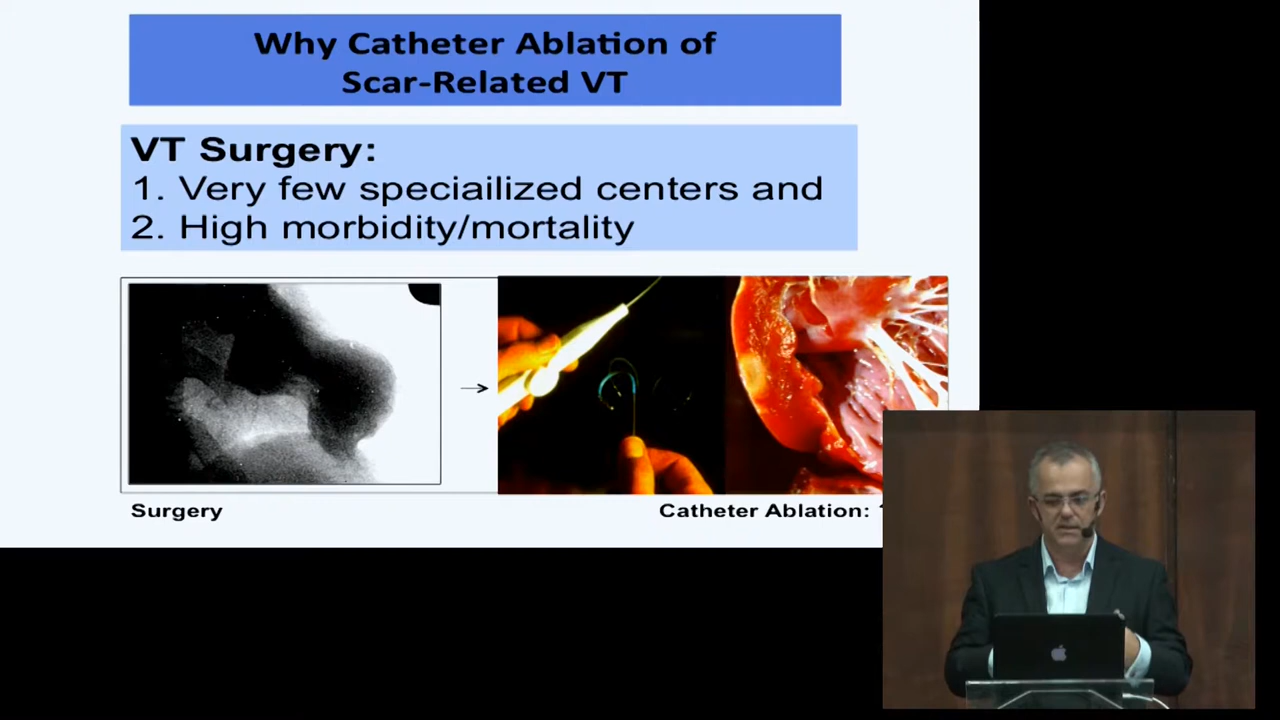 Why Catheter Ablation of
Scar-Related VT
VT Surgery:
1. Very few speciailized centers and
2. High morbidity/mortality
Surgery
Catheter Ablation: